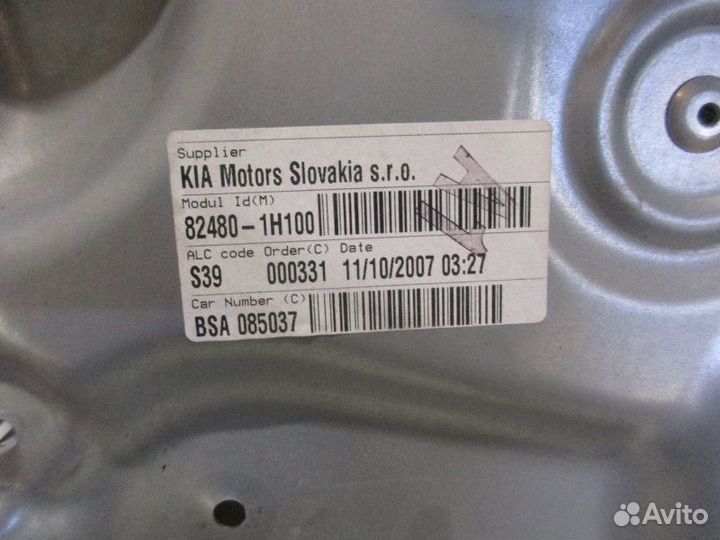 Supplier
KIA Motors Slovakia s.r.o.
Modul Id(M)
82480-1H100
ALC code Order(C) Date
S39 000331 11/10/2007 03:27
Car Number (C)
BSA 085037
Avito